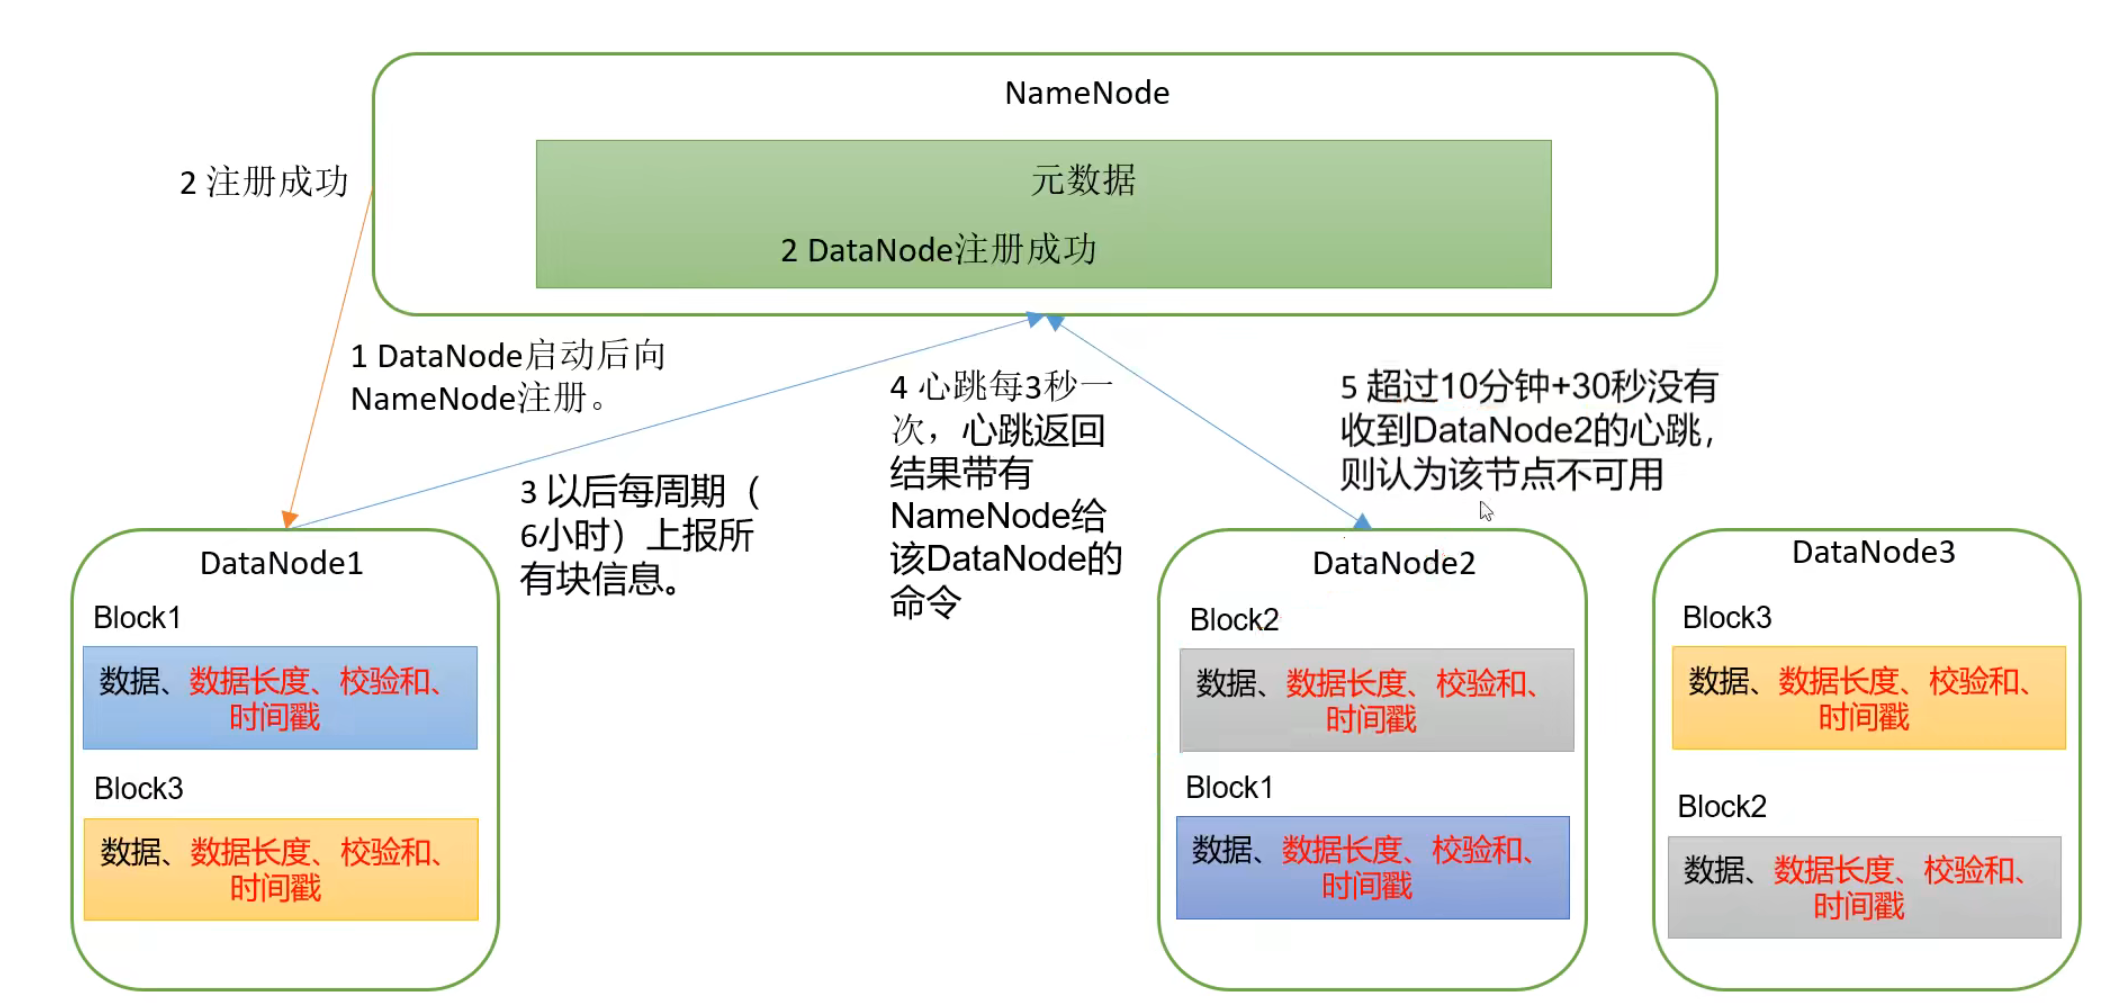 NameNode
元数据
2 DataNode注册成功
2 注册成功
1 DataNode启动后向
NameNode注册。
3 以后每周期（
6小时）上报所
有块信息。
4 心跳每3秒一
次，心跳返回
结果带有
NameNode给
该DataNode的
命令
5 超过10分钟+30秒没有
收到DataNode2的心跳，
则认为该节点不可用
DataNode1
Block1
数据、数据长度、校验和、
时间戳
Block3
数据、数据长度、校验和、
时间戳
DataNode2
Block2
数据、数据长度、校验和、
时间戳
Block1
数据、数据长度、校验和、
时间戳
DataNode3
Block3
数据、数据长度、校验和、
时间戳
Block2
数据、数据长度、校验和、
时间戳